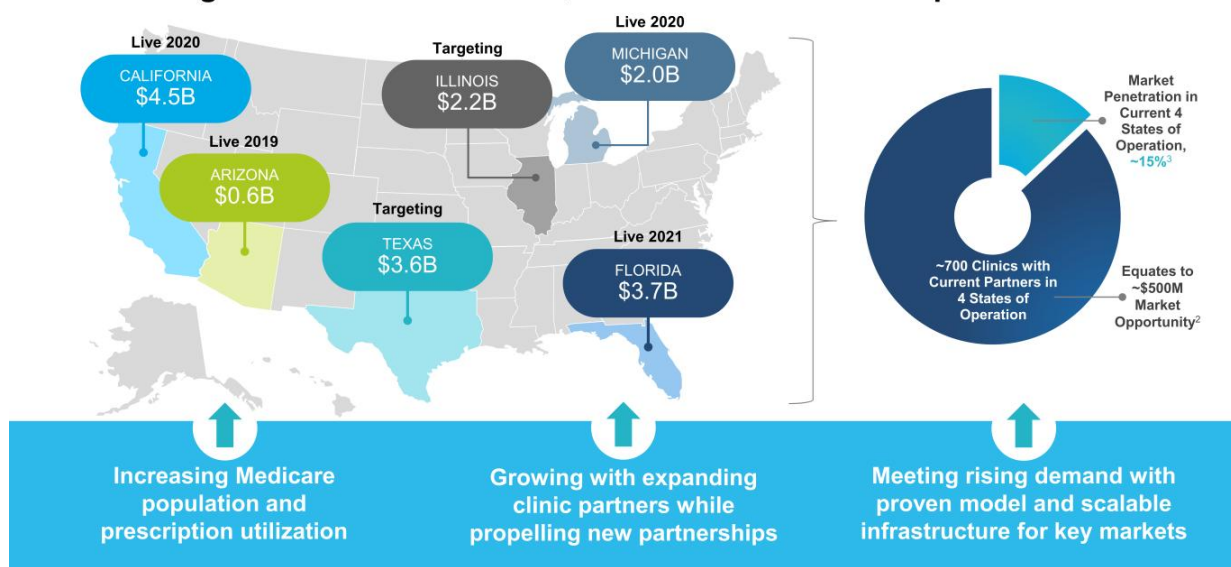 Live 2020
CALIFORNIA
$4.5B
Live 2019
ARIZONA
$0.6B
Targeting
ILLINOIS
$2.2B
Targeting
TEXAS
$3.6B
Live 2020
MICHIGAN
$2.0B
Live 2021
FLORIDA
$3.7B
Market
Penetration in
Current 4
States of
Operation,
~15%3
~700 Clinics with
Current Partners in
4 States of
Operation
Equates to
~$500M
Market
Opportunity2
Increasing Medicare
population and
prescription utilization
Growing with expanding
clinic partners while
propelling new partnerships
Meeting rising demand with
proven model and scalable
infrastructure for key markets